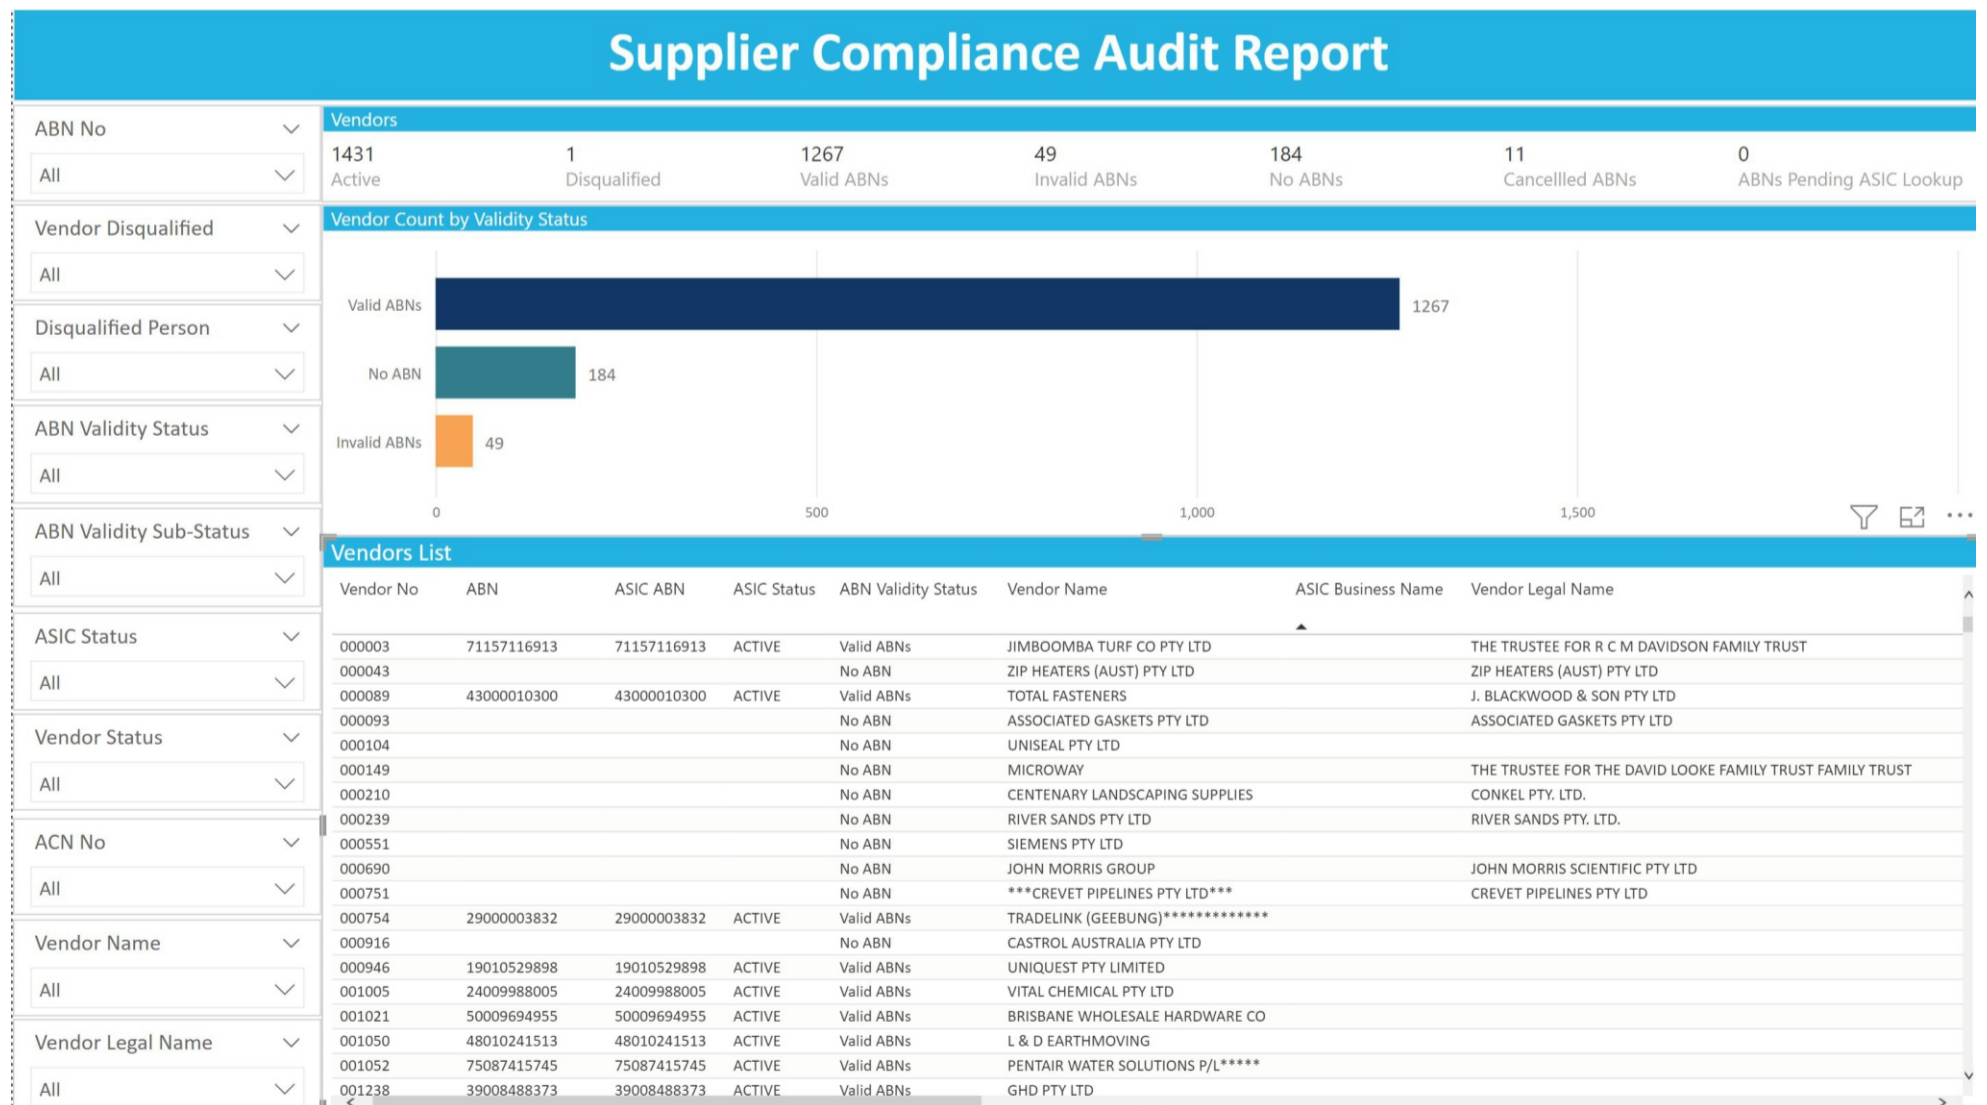 Supplier Compliance Audit Report
ABN No
All
Vendor Disqualified
All
Disqualified Person
All
ABN Validity Status
All
ABN Validity Sub-Status
All
ASIC Status
All
Vendor Status
All
ACN No
All
Vendor Name
All
Vendor Legal Name
All
Vendors
1431 1 1267 49 184 11 0
Active Disqualified Valid ABNs Invalid ABNs No ABNs Cancellled ABNs ABNs Pending ASIC Lookup
Vendor Count by Validity Status
Valid ABNs 1267
No ABN 184
Invalid ABNs 49
0 500 1,000 1,500
Vendors List
Vendor No ABN ASIC ABN ASIC Status ABN Validity Status Vendor Name ASIC Business Name Vendor Legal Name
000003 71157116913 71157116913 ACTIVE Valid ABNs JIMBOOMBA TURF CO PTY LTD THE TRUSTEE FOR R C M DAVIDSON FAMILY TRUST
000043 No ABN ZIP HEATERS (AUST) PTY LTD ZIP HEATERS (AUST) PTY LTD
000089 43000010300 43000010300 ACTIVE Valid ABNs TOTAL FASTENERS J. BLACKWOOD & SON PTY LTD
000093 No ABN ASSOCIATED GASKETS PTY LTD ASSOCIATED GASKETS PTY LTD
000104 No ABN UNISEAL PTY LTD
000149 No ABN MICROWAY THE TRUSTEE FOR THE DAVID LOOKE FAMILY TRUST FAMILY TRUST
000210 No ABN CENTENARY LANDSCAPING SUPPLIES CONKEL PTY. LTD.
000239 No ABN RIVER SANDS PTY LTD RIVER SANDS PTY. LTD.
000551 No ABN SIEMENS PTY LTD
000690 No ABN JOHN MORRIS GROUP JOHN MORRIS SCIENTIFIC PTY LTD
000751 No ABN ***CREVET PIPELINES PTY LTD*** CREVET PIPELINES PTY LTD
000754 29000003832 29000003832 ACTIVE Valid ABNs TRADELINK (GEEBUNG)*************
000916 No ABN CASTROL AUSTRALIA PTY LTD
000946 19010529898 19010529898 ACTIVE Valid ABNs UNIQUEST PTY LIMITED
001005 24009988005 24009988005 ACTIVE Valid ABNs VITAL CHEMICAL PTY LTD
001021 50009694955 50009694955 ACTIVE Valid ABNs BRISBANE WHOLESALE HARDWARE CO
001050 48010241513 48010241513 ACTIVE Valid ABNs L & D EARTHMOVING
001052 75087415745 75087415745 ACTIVE Valid ABNs PENTAIR WATER SOLUTIONS P/L*****
001238 39008488373 39008488373 ACTIVE Valid ABNs GHD PTY LTD